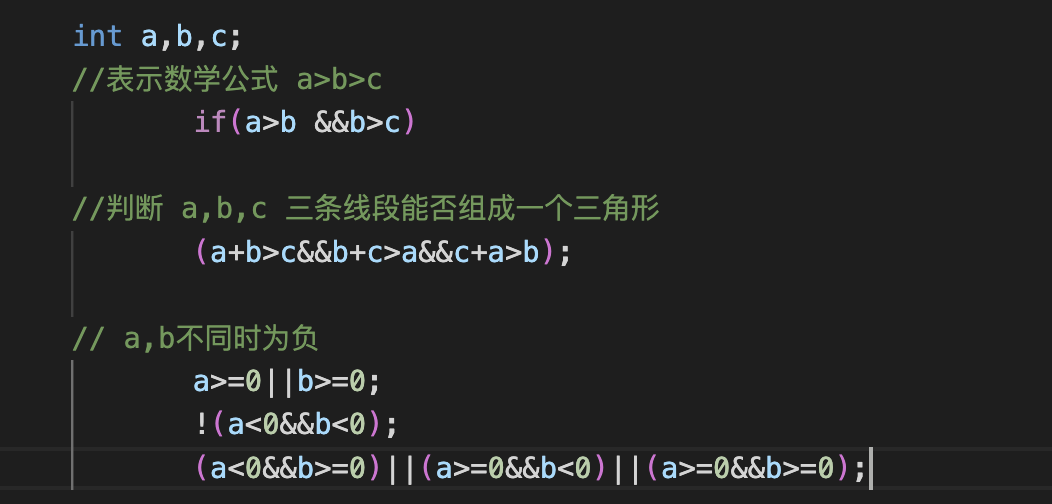 int a,b,c;
//表示数学公式 a>b>c
if(a>b &&b>c)
//判断 a,b,c 三条线段能否组成一个三角形
(a+b>c&&b+c>a&&c+a>b);
// a,b不同时为负
a>=0||b>=0;
!(a<0&&b<0);
(a<0&&b>=0)||(a>=0&&b<0)||(a>=0&&b>=0);